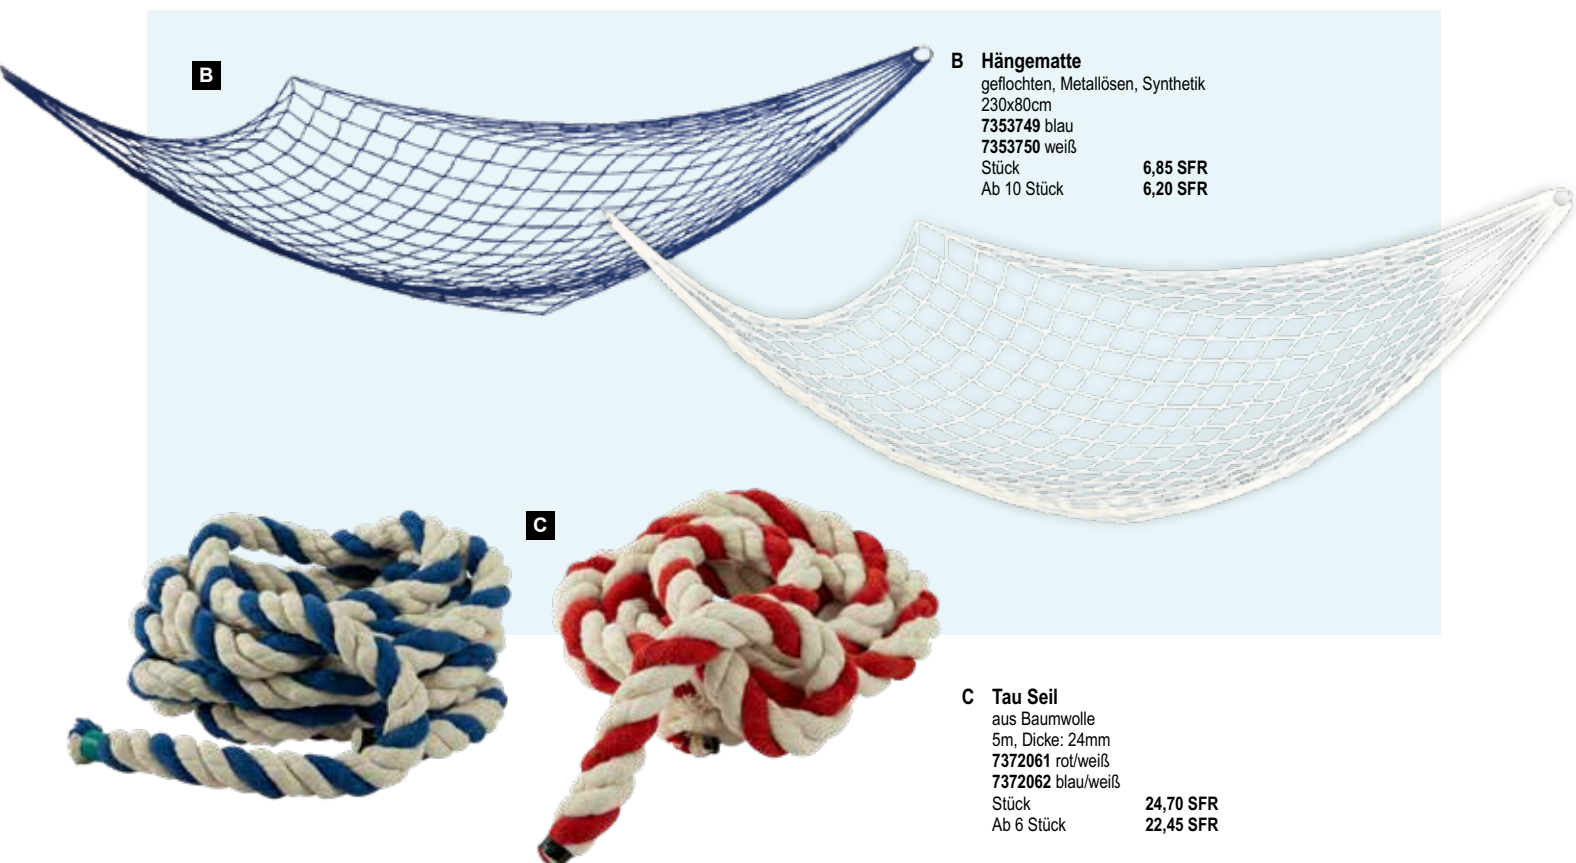 B
B Hängematte
geflochten, Metallösen, Synthetik
230x80cm
7353749 blau
7353750 weiß
Stück 6,85 SFR
Ab 10 Stück 6,20 SFR
C
C Tau Seil
aus Baumwolle
5m, Dicke: 24mm
7372061 rot/weiß
7372062 blau/weiß
Stück 24,70 SFR
Ab 6 Stück 22,45 SFR